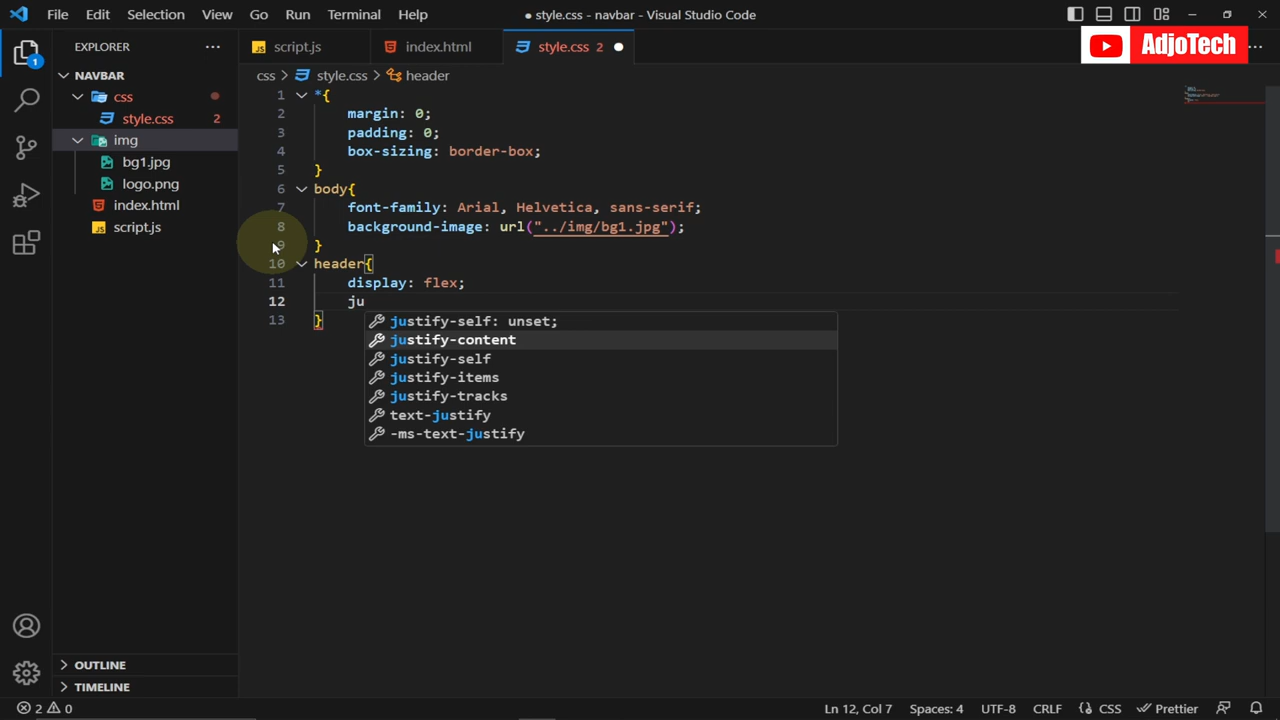 File Edit Selection View Go Run Terminal Help
● style.css - navbar - Visual Studio Code
AdjoTech
EXPLORER
NAVBAR
css
style.css 2
img
bg1.jpg
logo.png
index.html
JS script.js
OUTLINE
TIMELINE
1
JS script.js
index.html
style.css 2
css > style.css > header
1 *{
2 margin: 0;
3 padding: 0;
4 box-sizing: border-box;
5 }
6 body{
7 font-family: Arial, Helvetica, sans-serif;
8 background-image: url("../img/bg1.jpg");
9 }
10 header{
11 display: flex;
12 ju
13 }
justify-self: unset;
justify-content
justify-self
justify-items
justify-tracks
text-justify
-ms-text-justify
2 0
Ln 12, Col 7 Spaces: 4 UTF-8 CRLF CSS Prettier